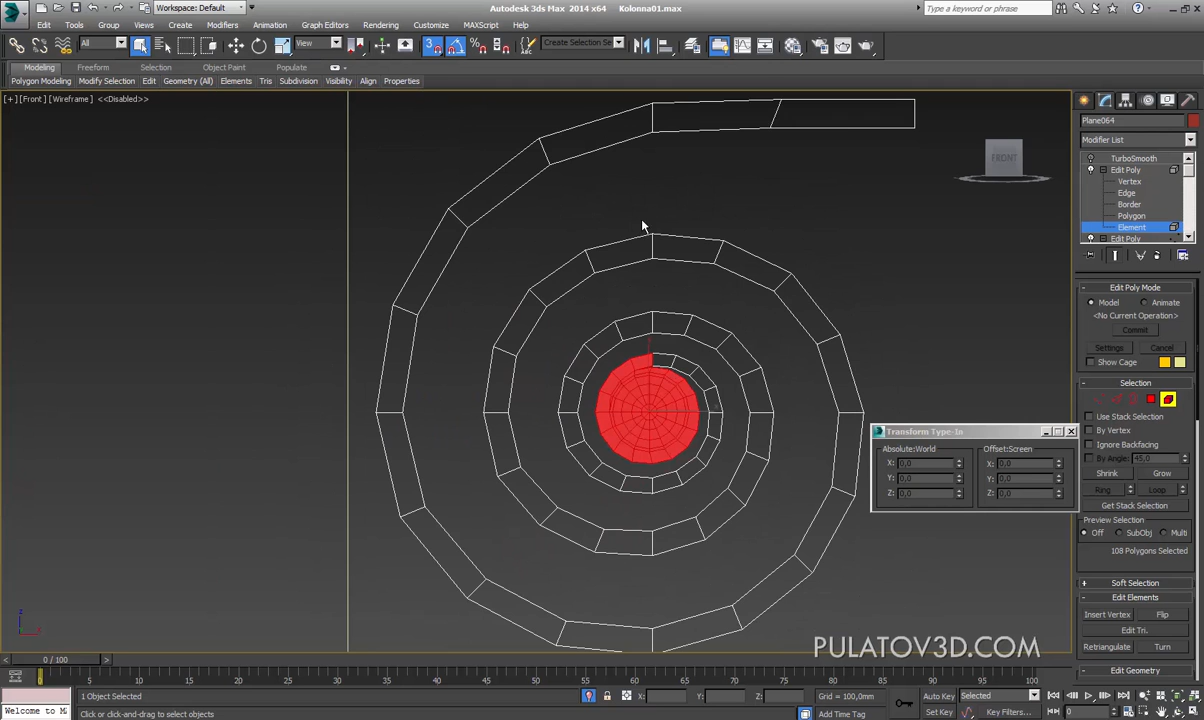 Workspace: Default
Autodesk 3ds Max 2014 x64 Kolonna01.max
Type a keyword or phrase
Edit Tools Group Views Create Modifiers Animation Graph Editors Rendering Customize MAXScript Help
All View 3 Create Selection Se
Modeling Freeform Selection Object Paint Populate
Polygon Modeling Modify Selection Edit Geometry (All) Elements Tris Subdivision Visibility Align Properties
[+] [Front] [Wireframe] <<Disabled>>
FRONT
Plane064
Modifier List
TurboSmooth
Edit Poly
Vertex
Edge
Border
Polygon
Element
Edit Poly
Edit Poly Mode
Model Animate
<No Current Operation>
Commit
Settings Cancel
Show Cage
Selection
Use Stack Selection
By Vertex
Ignore Backfacing
By Angle: 45,0
Shrink Grow
Ring Loop
Get Stack Selection
Preview Selection
Off SubObj Multi
108 Polygons Selected
Soft Selection
Edit Elements
Insert Vertex Flip
Edit Tri.
Retriangulate Turn
Edit Geometry
Transform Type-In
Absolute:World Offset:Screen
X: 0,0 X: 0,0
Y: 0,0 Y: 0,0
Z: 0,0 Z: 0,0
PULATOV3D.COM
0 / 100
0 5 10 15 20 25 30 35 40 45 50 55 60 65 70 75 80 85 90 95 100
1 Object Selected X: Y: Z: Grid = 100,0mm Auto Key Selected
Welcome to M Click or click-and-drag to select objects Add Time Tag Set Key Key Filters... 0